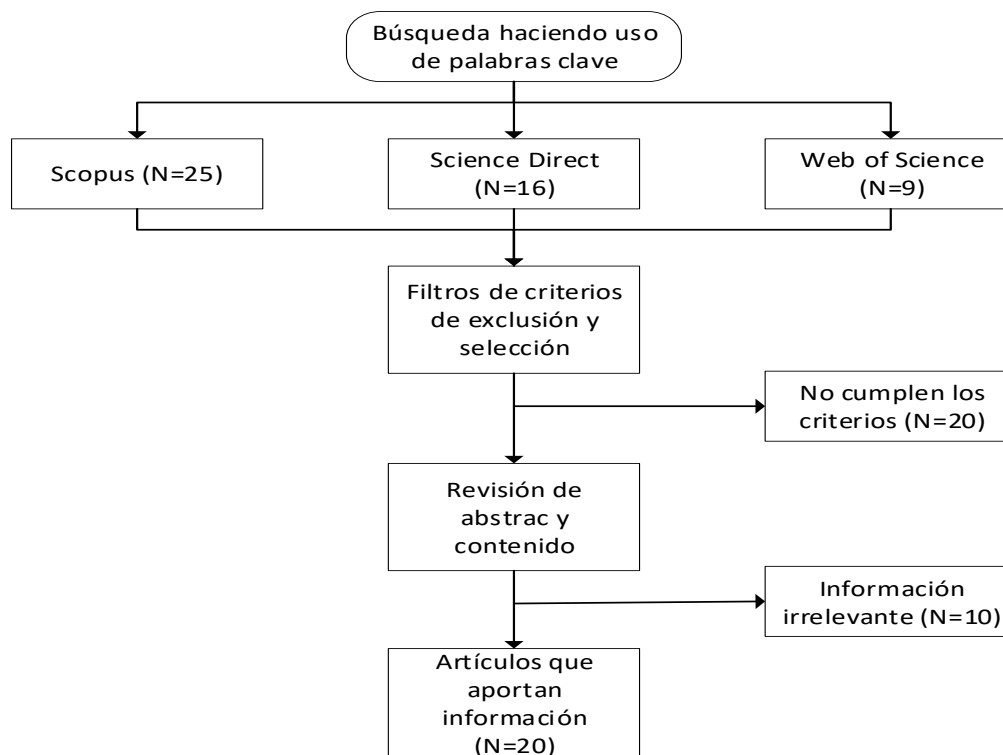 Búsqueda haciendo uso
de palabras clave
Scopus (N=25)
Science Direct
(N=16)
Web of Science
(N=9)
Filtros de criterios
de exclusión y
selección
No cumplen los
criterios (N=20)
Revisión de
abstrac y
contenido
Información
irrelevante (N=10)
Artículos que
aportan
información
(N=20)